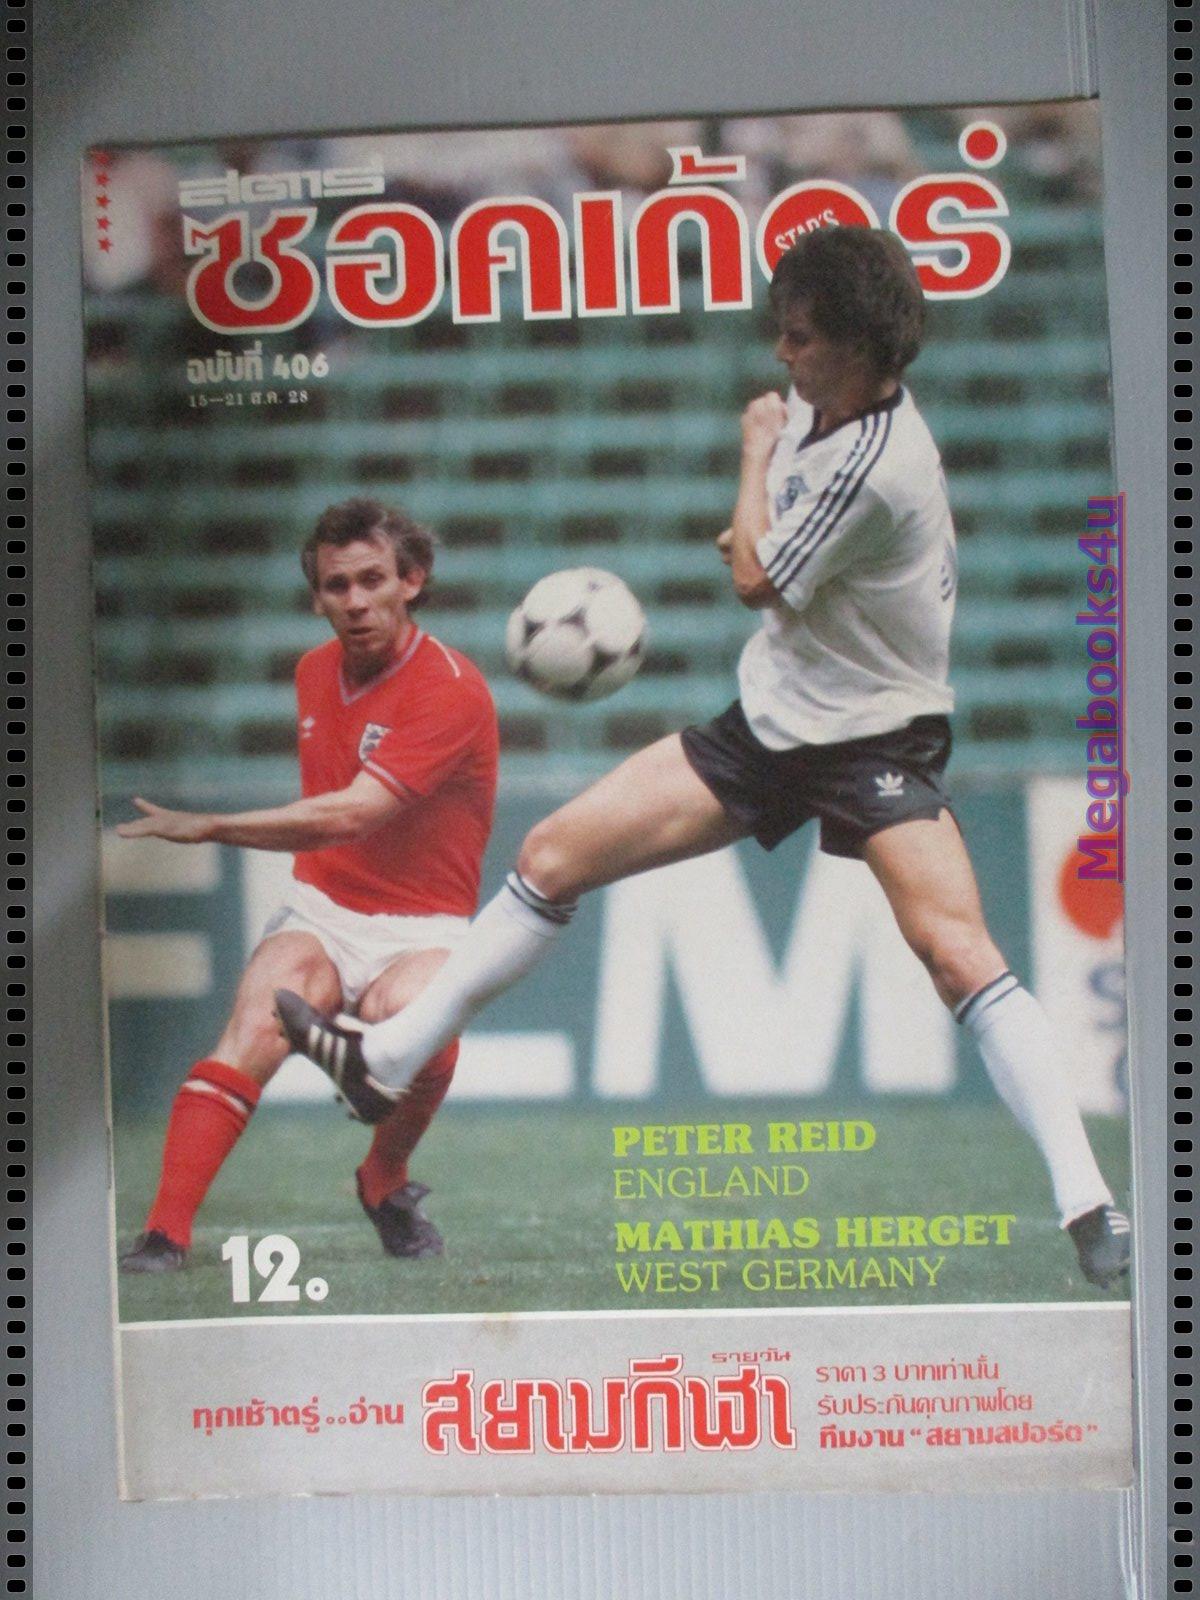 สตาร์
ซอคเก้อร์
STAR'S
ฉบับที่ 406
15-21 ส.ค. 28
Megabooks4u
FILM
PETER REID
ENGLAND
MATHIAS HERGET
WEST GERMANY
12.
ทุกเช้าตรู่..อ่าน
สยามกีฬา
รายวัน
ราคา 3 บาทเท่านั้น
รับประกันคุณภาพโดย
ทีมงาน "สยามสปอร์ต"